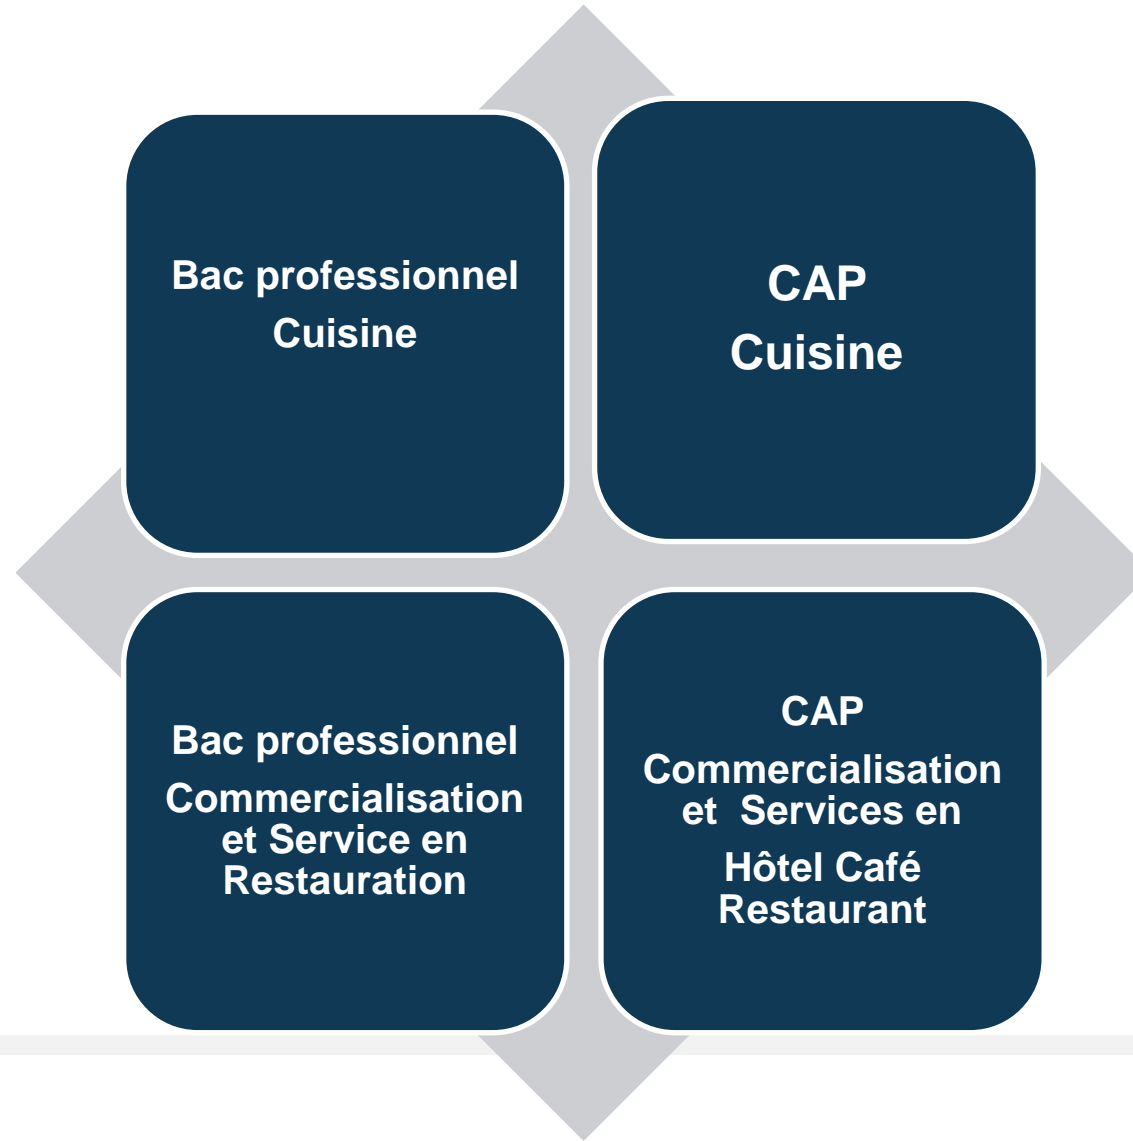 Bac professionnel
Cuisine
CAP
Cuisine
Bac professionnel
Commercialisation
et Service en
Restauration
CAP
Commercialisation
et  Services en
Hôtel Café
Restaurant